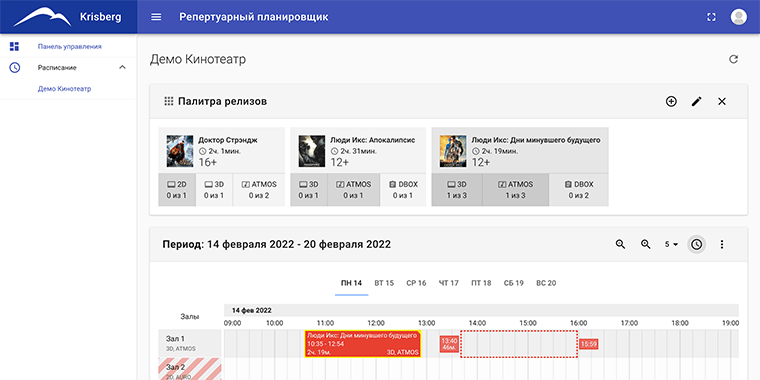 Krisberg
Репертуарный планировщик
Панель управления
Расписание
Демо Кинотеатр
Демо Кинотеатр
Палитра релизов
Доктор Стрэндж
2ч. 1мин.
16+
2D 3D ATMOS
0 из 1 0 из 1 0 из 2
Люди Икс: Апокалипсис
2ч. 31мин.
12+
3D ATMOS DBOX
0 из 1 0 из 1 0 из 1
Люди Икс: Дни минувшего будущего
2ч. 19мин.
12+
3D ATMOS DBOX
1 из 3 1 из 3 0 из 2
Период: 14 февраля 2022 - 20 февраля 2022
5
ПН 14 ВТ 15 СР 16 ЧТ 17 ПТ 18 СБ 19 ВС 20
Залы
14 фев 2022
09:00 10:00 11:00 12:00 13:00 14:00 15:00 16:00 17:00 18:00 19:00
Зал 1
3D, ATMOS
Люди Икс: Дни минувшего будущего
10:35 - 12:54
2ч. 19м. 3D, ATMOS
13:40
46м.
15:59
Зал 2
2D, AURO